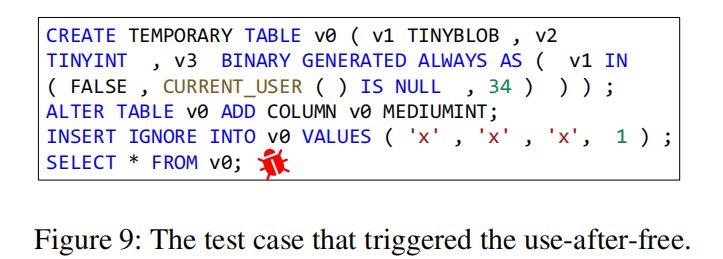 CREATE TEMPORARY TABLE v0 ( v1 TINYBLOB , v2
TINYINT , v3 BINARY GENERATED ALWAYS AS ( v1 IN
( FALSE , CURRENT_USER ( ) IS NULL , 34 ) ) ) ;
ALTER TABLE v0 ADD COLUMN v0 MEDIUMINT;
INSERT IGNORE INTO v0 VALUES ( 'x' , 'x' , 'x', 1 ) ;
SELECT * FROM v0;
Figure 9: The test case that triggered the use-after-free.